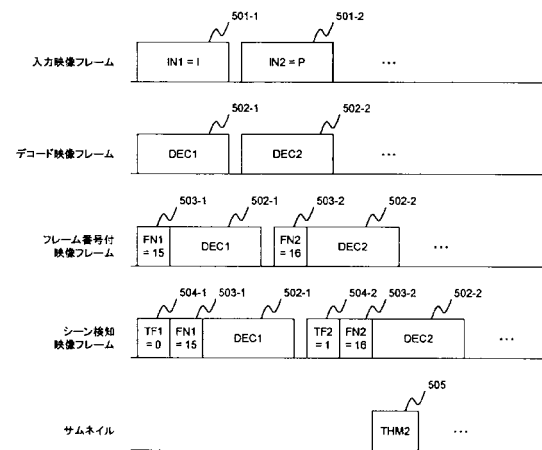 501-1
501-2
入力映像フレーム
IN1 = I
IN2 = P
...
502-1
502-2
デコード映像フレーム
DEC1
DEC2
...
503-1
502-1
503-2
502-2
フレーム番号付
映像フレーム
FN1
= 15
DEC1
FN2
= 16
DEC2
...
504-1
503-1
502-1
504-2
503-2
502-2
シーン検知
映像フレーム
TF1
= 0
FN1
= 15
DEC1
TF2
= 1
FN2
= 16
DEC2
...
505
サムネイル
THM2
...